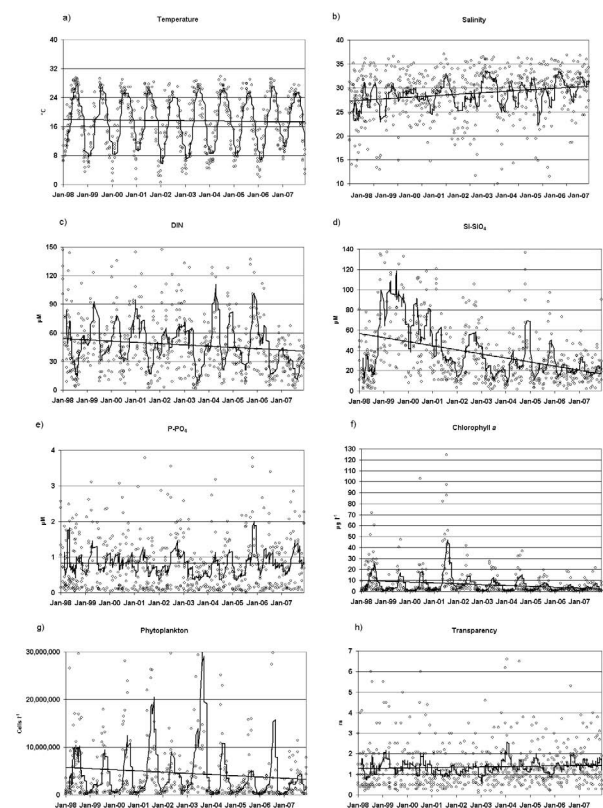 a) Temperature
40
32
24
16
8
0
°C
Jan-98 Jan-99 Jan-00 Jan-01 Jan-02 Jan-03 Jan-04 Jan-05 Jan-06 Jan-07
b) Salinity
40
35
30
25
20
15
10
Jan-98 Jan-99 Jan-00 Jan-01 Jan-02 Jan-03 Jan-04 Jan-05 Jan-06 Jan-07
c) DIN
150
120
90
60
30
0
µM
Jan-98 Jan-99 Jan-00 Jan-01 Jan-02 Jan-03 Jan-04 Jan-05 Jan-06 Jan-07
d) Si-SiO4
140
120
100
80
60
40
20
0
µM
Jan-98 Jan-99 Jan-00 Jan-01 Jan-02 Jan-03 Jan-04 Jan-05 Jan-06 Jan-07
e) P-PO4
4
3
2
1
0
µM
Jan-98 Jan-99 Jan-00 Jan-01 Jan-02 Jan-03 Jan-04 Jan-05 Jan-06 Jan-07
f) Chlorophyll a
130
120
110
100
90
80
70
60
50
40
30
20
10
0
µg l-1
Jan-98 Jan-99 Jan-00 Jan-01 Jan-02 Jan-03 Jan-04 Jan-05 Jan-06 Jan-07
g) Phytoplankton
30,000,000
20,000,000
10,000,000
0
Cells l-1
Jan-98 Jan-99 Jan-00 Jan-01 Jan-02 Jan-03 Jan-04 Jan-05 Jan-06 Jan-07
h) Transparency
7
6
5
4
3
2
1
0
m
Jan-98 Jan-99 Jan-00 Jan-01 Jan-02 Jan-03 Jan-04 Jan-05 Jan-06 Jan-07